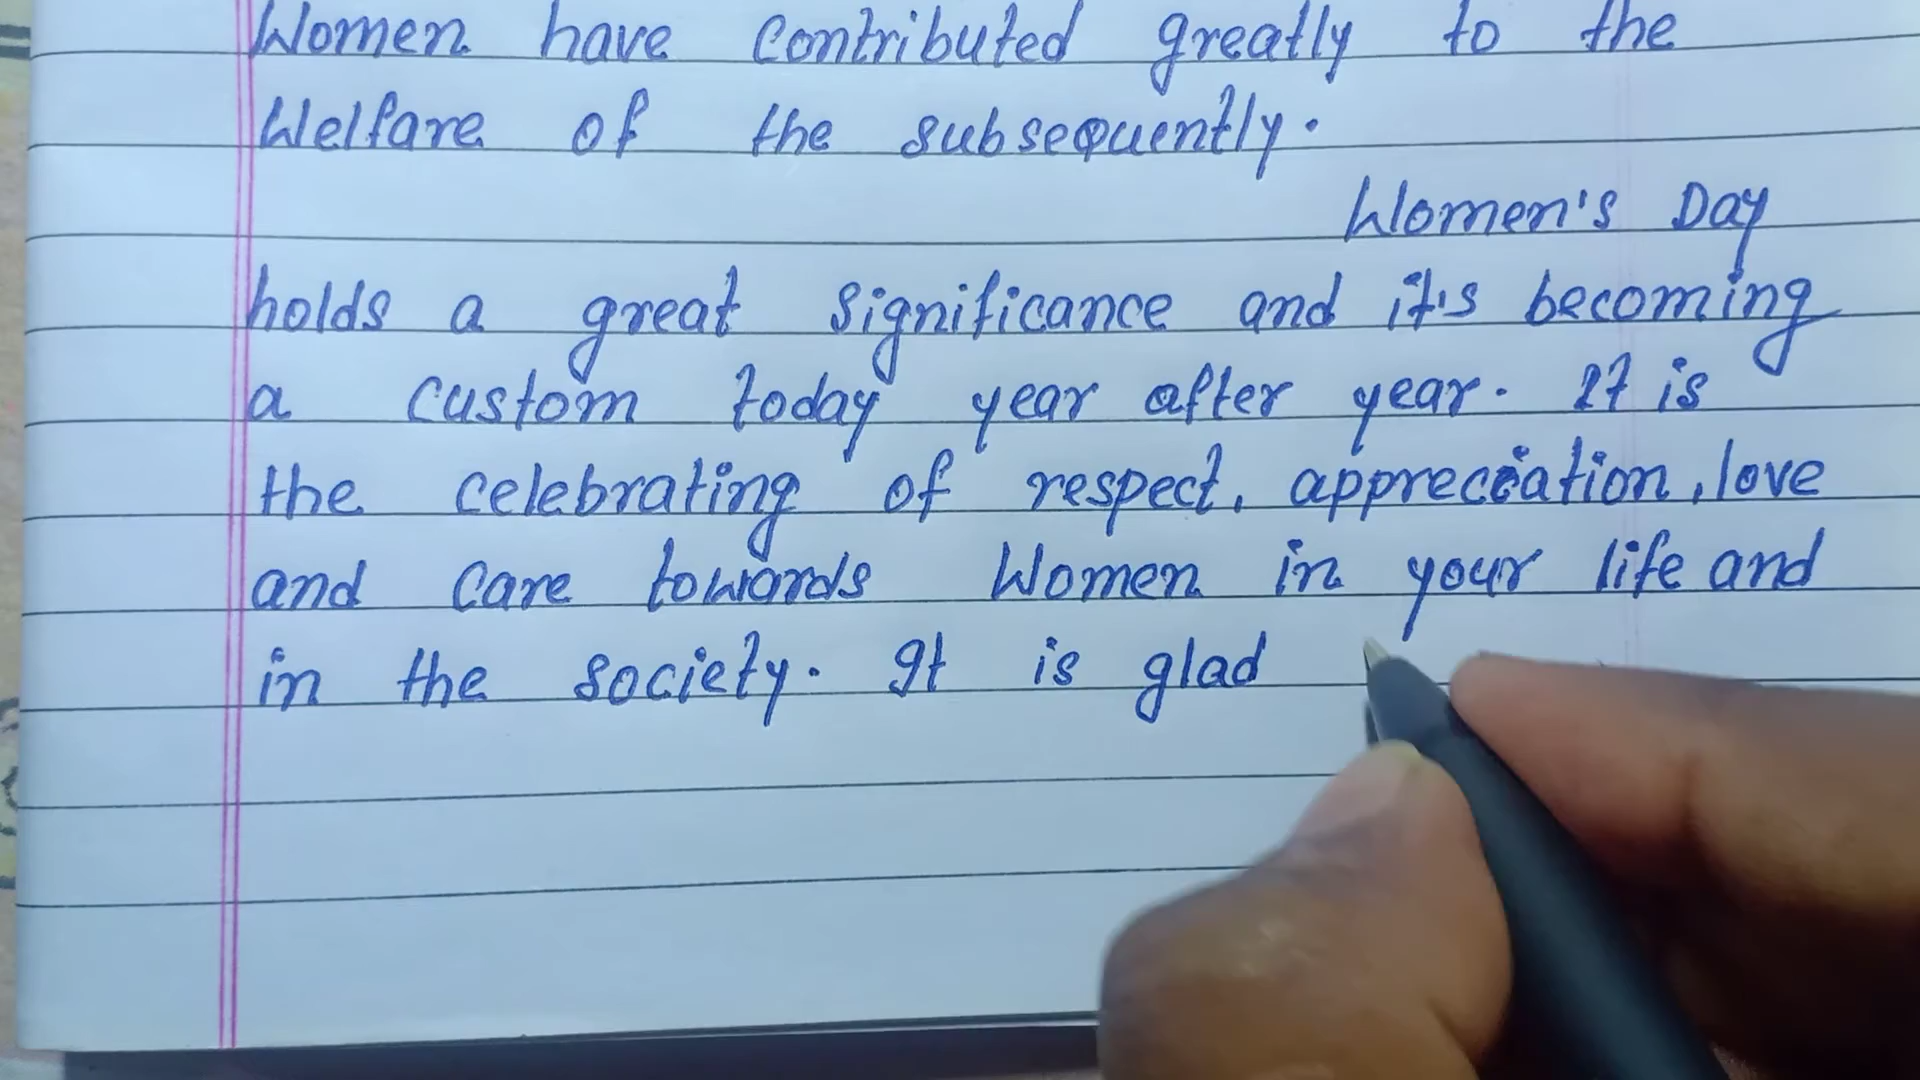 Women have contributed greatly to the
Welfare of the subsequently.
Women's Day
holds a great significance and it's becoming
a custom today year after year. It is
the celebrating of respect, appreciation, love
and care towards Women in your life and
in the society. It is glad